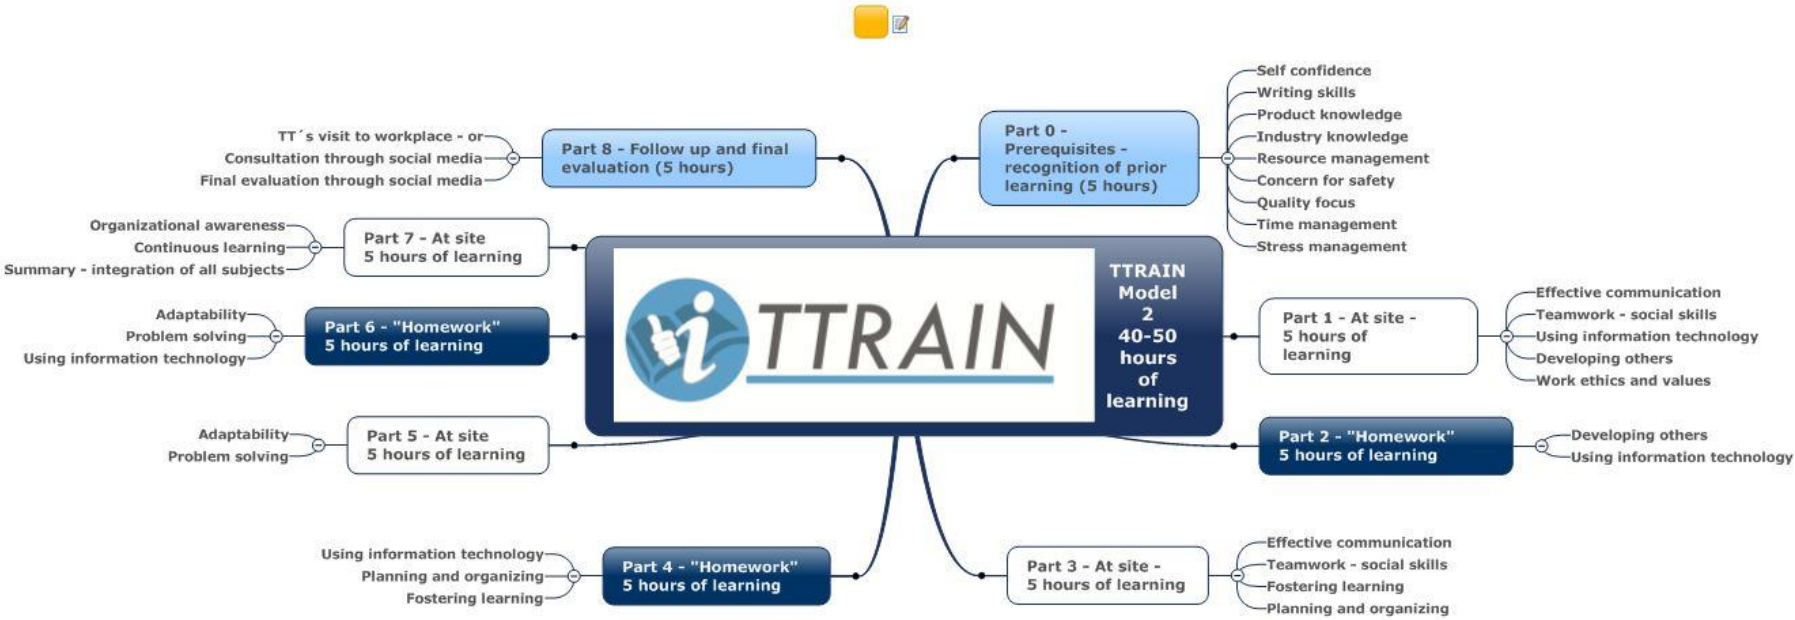 Part 0 -
Prerequisites -
recognition of prior
learning (5 hours)
Self confidence
Writing skills
Product knowledge
Industry knowledge
Resource management
Concern for safety
Quality focus
Time management
Stress management
Part 1 - At site -
5 hours of
learning
Effective communication
Teamwork - social skills
Using information technology
Developing others
Work ethics and values
Part 2 - "Homework"
5 hours of learning
Developing others
Using information technology
Part 3 - At site -
5 hours of learning
Effective communication
Teamwork - social skills
Fostering learning
Planning and organizing
Part 4 - "Homework"
5 hours of learning
Using information technology
Planning and organizing
Fostering learning
Part 5 - At site
5 hours of learning
Adaptability
Problem solving
Part 6 - "Homework"
5 hours of learning
Adaptability
Problem solving
Using information technology
Part 7 - At site
5 hours of learning
Organizational awareness
Continuous learning
Summary - integration of all subjects
Part 8 - Follow up and final
evaluation (5 hours)
TT´s visit to workplace - or
Consultation through social media
Final evaluation through social media
i TTRAIN
TTRAIN
Model
2
40-50
hours
of
learning